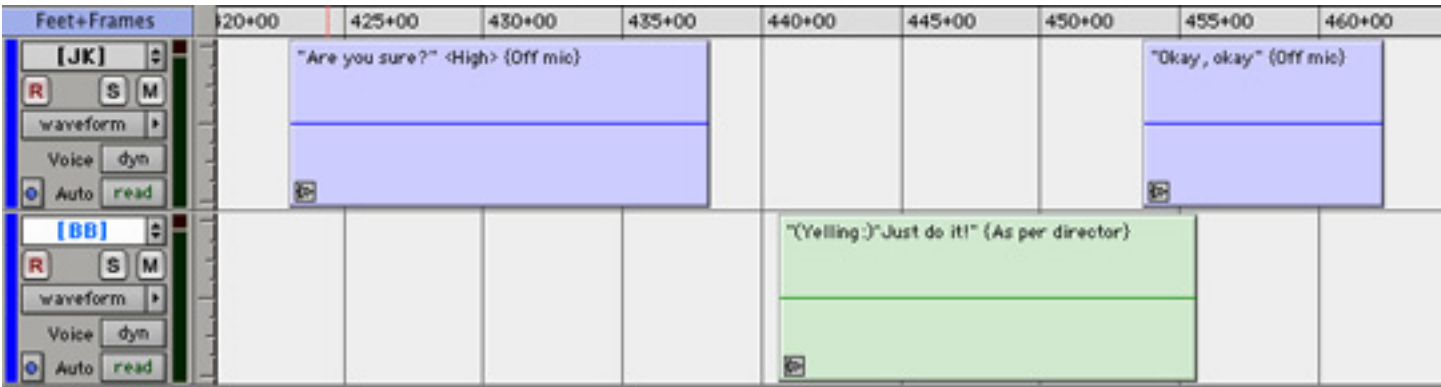 Feet+Frames 420+00 425+00 430+00 435+00 440+00 445+00 450+00 455+00 460+00
[JK] "Are you sure?" <High> {Off mic} "Okay, okay" {Off mic}
R S M
waveform
Voice dyn
Auto read
[BB] "(Yelling:)"Just do it!" {As per director}
R S M
waveform
Voice dyn
Auto read